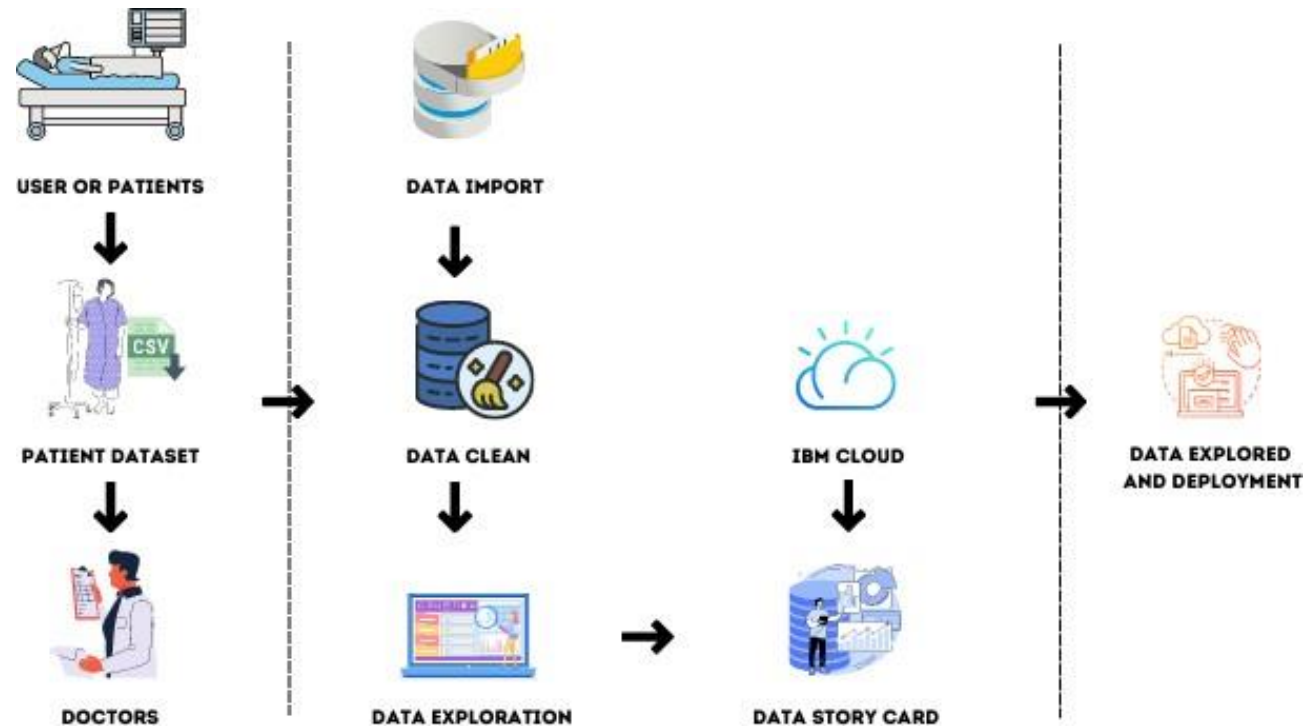 USER OR PATIENTS
CSV
PATIENT DATASET
DOCTORS
DATA IMPORT
DATA CLEAN
DATA EXPLORATION
IBM CLOUD
DATA STORY CARD
DATA EXPLORED
AND DEPLOYMENT